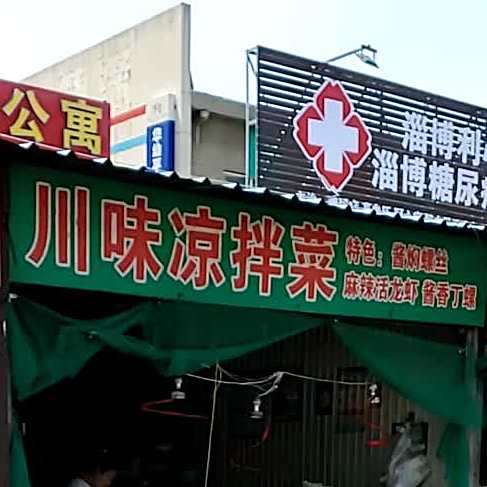 公寓
淄博利
淄博糖尿
川味凉拌菜
特色：酱焖螺丝
麻辣活龙虾 酱香丁螺